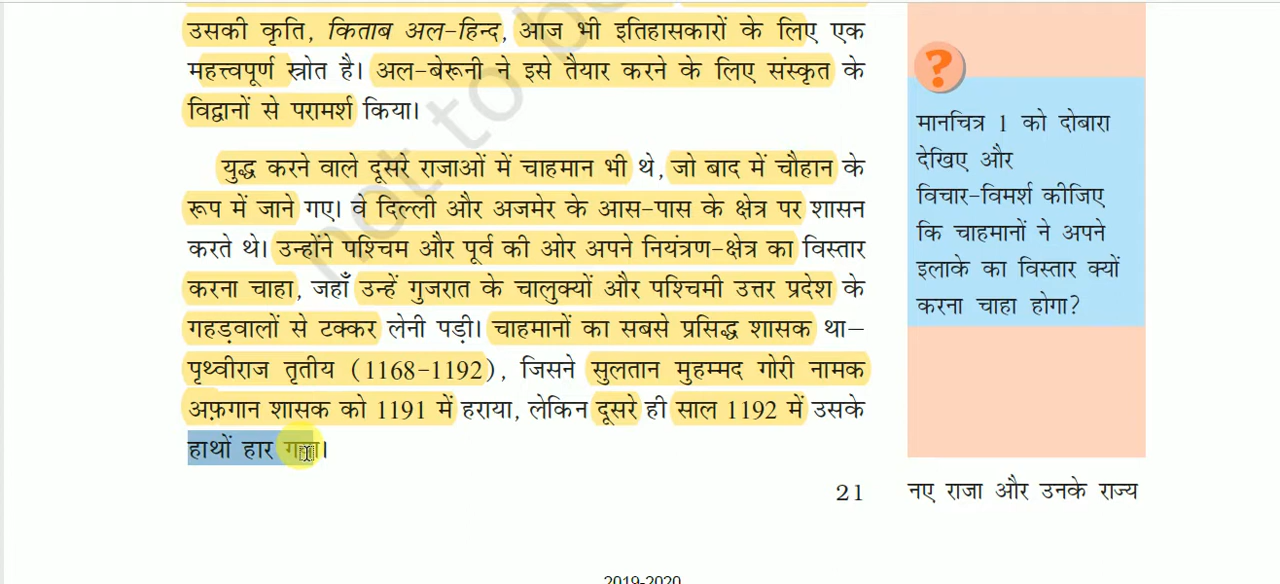 उसकी कृति, किताब अल-हिन्द, आज भी इतिहासकारों के लिए एक
महत्त्वपूर्ण स्रोत है। अल-बेरूनी ने इसे तैयार करने के लिए संस्कृत के
विद्वानों से परामर्श किया।
युद्ध करने वाले दूसरे राजाओं में चाहमान भी थे, जो बाद में चौहान के
रूप में जाने गए। वे दिल्ली और अजमेर के आस-पास के क्षेत्र पर शासन
करते थे। उन्होंने पश्चिम और पूर्व की ओर अपने नियंत्रण-क्षेत्र का विस्तार
करना चाहा, जहाँ उन्हें गुजरात के चालुक्यों और पश्चिमी उत्तर प्रदेश के
गहड़वालों से टक्कर लेनी पड़ी। चाहमानों का सबसे प्रसिद्ध शासक था–
पृथ्वीराज तृतीय (1168-1192), जिसने सुलतान मुहम्मद गोरी नामक
अफ़गान शासक को 1191 में हराया, लेकिन दूसरे ही साल 1192 में उसके
हाथों हार गया।
?
मानचित्र 1 को दोबारा
देखिए और
विचार-विमर्श कीजिए
कि चाहमानों ने अपने
इलाके का विस्तार क्यों
करना चाहा होगा?
21
नए राजा और उनके राज्य
not to be
2019-2020